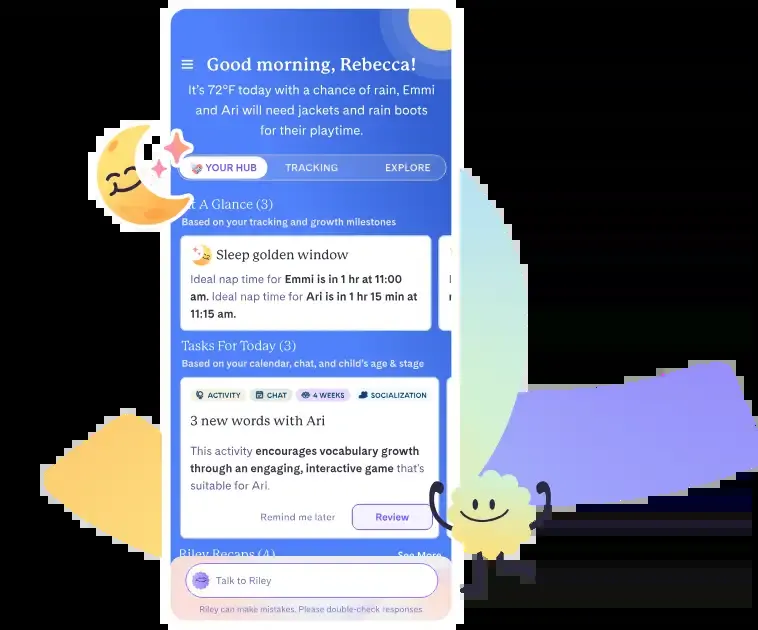 Good morning, Rebecca!
It's 72°F today with a chance of rain, Emmi
and Ari will need jackets and rain boots
for their playtime.
YOUR HUB TRACKING EXPLORE
At A Glance (3)
Based on your tracking and growth milestones
Sleep golden window
Ideal nap time for Emmi is in 1 hr at 11:00
am. Ideal nap time for Ari is in 1 hr 15 min at
11:15 am.
Tasks For Today (3)
Based on your calendar, chat, and child's age & stage
ACTIVITY CHAT 4 WEEKS SOCIALIZATION
3 new words with Ari
This activity encourages vocabulary growth
through an engaging, interactive game that's
suitable for Ari.
Remind me later Review
Riley Recaps (4) See More
Talk to Riley
Riley can make mistakes. Please double-check responses